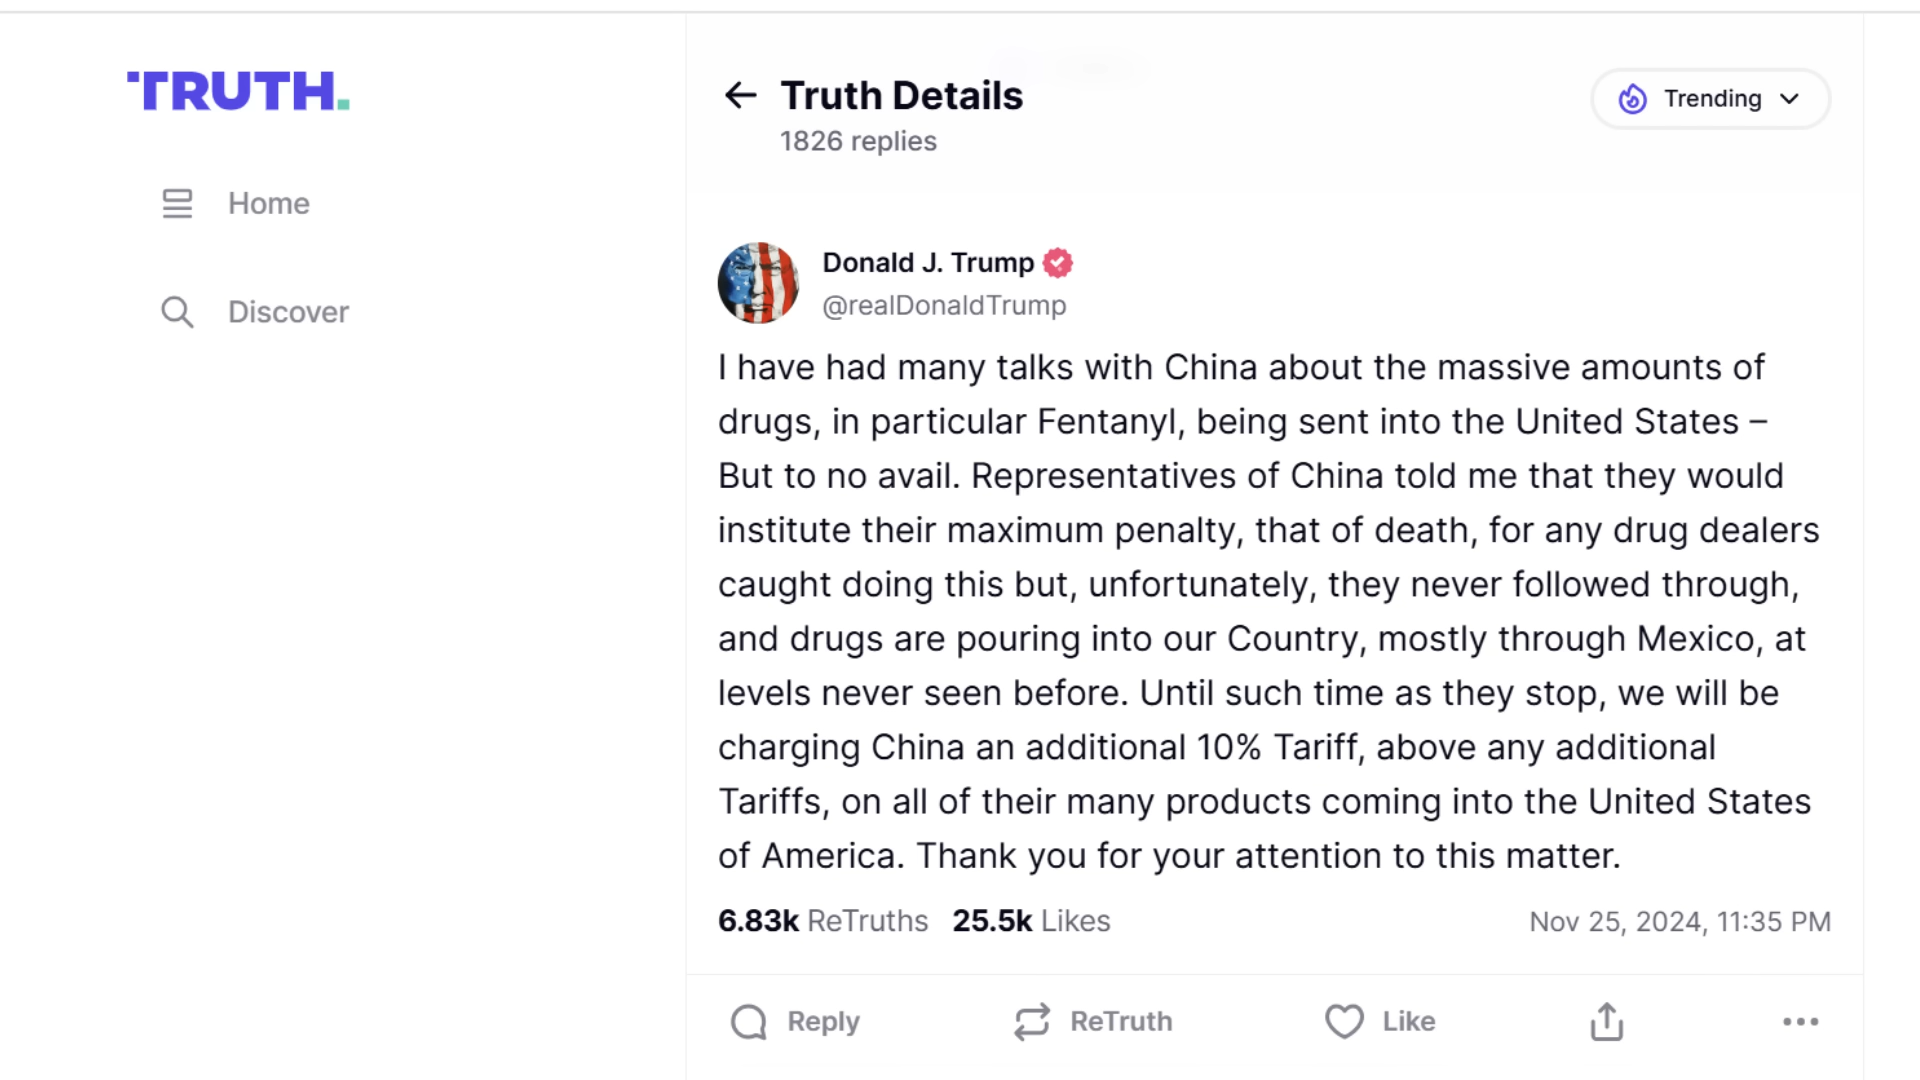 TRUTH.
Home
Discover
Truth Details
1826 replies
Trending
Donald J. Trump
@realDonaldTrump
I have had many talks with China about the massive amounts of
drugs, in particular Fentanyl, being sent into the United States –
But to no avail. Representatives of China told me that they would
institute their maximum penalty, that of death, for any drug dealers
caught doing this but, unfortunately, they never followed through,
and drugs are pouring into our Country, mostly through Mexico, at
levels never seen before. Until such time as they stop, we will be
charging China an additional 10% Tariff, above any additional
Tariffs, on all of their many products coming into the United States
of America. Thank you for your attention to this matter.
6.83k ReTruths 25.5k Likes
Nov 25, 2024, 11:35 PM
Reply
ReTruth
Like